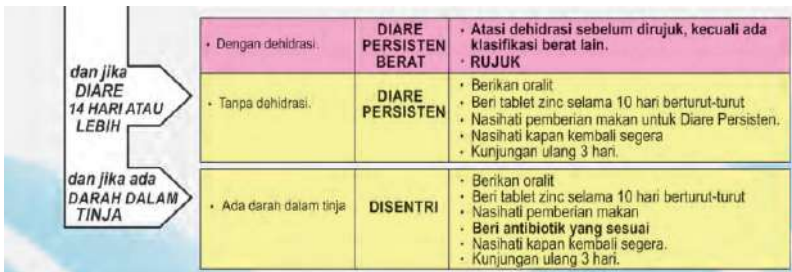 dan jika
DIARE
14 HARI ATAU
LEBIH
• Dengan dehidrasi.
DIARE
PERSISTEN
BERAT
• Atasi dehidrasi sebelum dirujuk, kecuali ada
klasifikasi berat lain.
• RUJUK
• Tanpa dehidrasi.
DIARE
PERSISTEN
• Berikan oralit
• Beri tablet zinc selama 10 hari berturut-turut
• Nasihati pemberian makan untuk Diare Persisten.
• Nasihati kapan kembali segera
• Kunjungan ulang 3 hari.
dan jika ada
DARAH DALAM
TINJA
• Ada darah dalam tinja
DISENTRI
• Berikan oralit
• Beri tablet zinc selama 10 hari berturut-turut
• Nasihati pemberian makan
• Beri antibiotik yang sesuai
• Nasihati kapan kembali segera.
• Kunjungan ulang 3 hari.